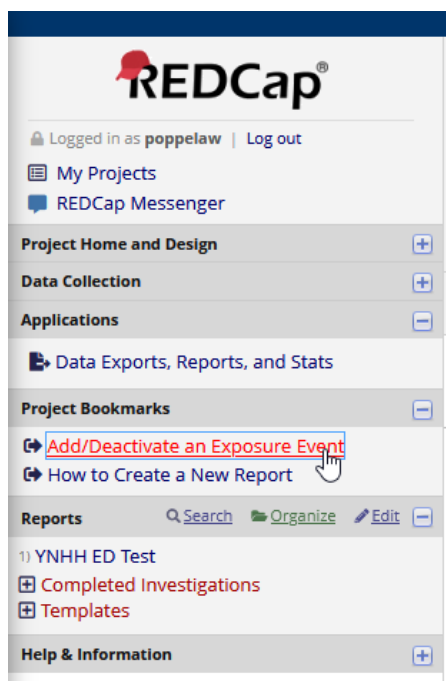 REDCap®
Logged in as poppelaw | Log out
My Projects
REDCap Messenger
Project Home and Design
Data Collection
Applications
Data Exports, Reports, and Stats
Project Bookmarks
Add/Deactivate an Exposure Event
How to Create a New Report
Reports Search Organize Edit
1) YNHH ED Test
Completed Investigations
Templates
Help & Information